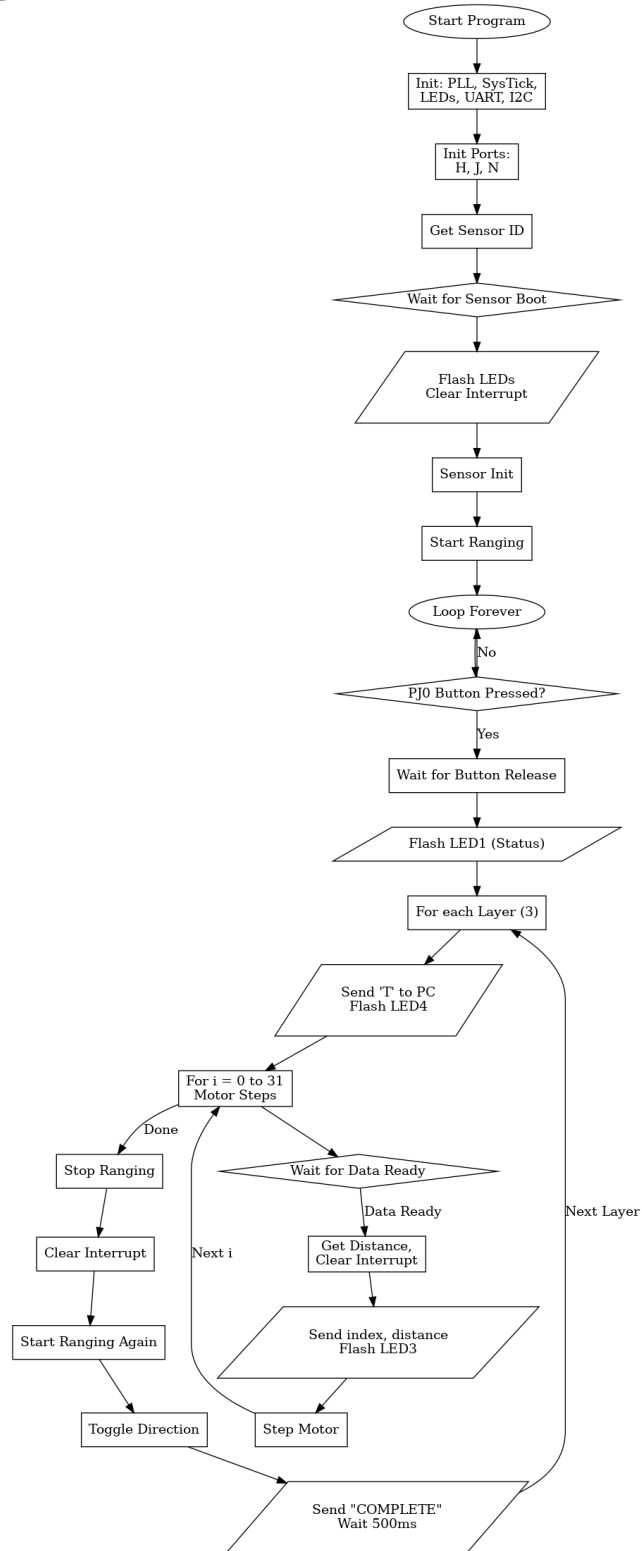 Start Program
Init: PLL, SysTick,
LEDs, UART, I2C
Init Ports:
H, J, N
Get Sensor ID
Wait for Sensor Boot
Flash LEDs
Clear Interrupt
Sensor Init
Start Ranging
Loop Forever
No
PJ0 Button Pressed?
Yes
Wait for Button Release
Flash LED1 (Status)
For each Layer (3)
Send 'T' to PC
Flash LED4
For i = 0 to 31
Motor Steps
Done
Stop Ranging
Wait for Data Ready
Data Ready
Next Layer
Clear Interrupt
Next i
Get Distance,
Clear Interrupt
Start Ranging Again
Send index, distance
Flash LED3
Toggle Direction
Step Motor
Send "COMPLETE"
Wait 500ms